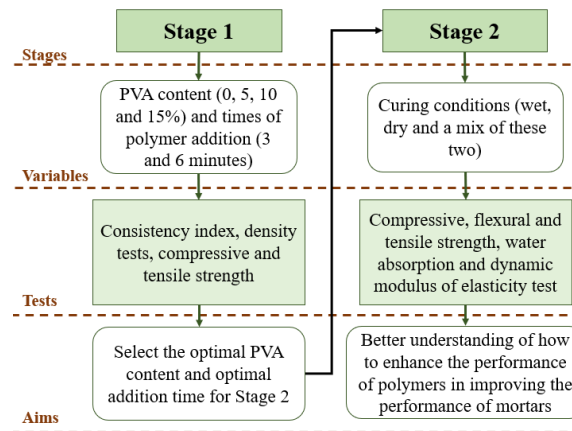 Stage 1
Stage 2
Stages
PVA content (0, 5, 10
and 15%) and times of
polymer addition (3
and 6 minutes)
Curing conditions (wet,
dry and a mix of these
two)
Variables
Consistency index, density
tests, compressive and
tensile strength
Compressive, flexural and
tensile strength, water
absorption and dynamic
modulus of elasticity test
Tests
Select the optimal PVA
content and optimal
addition time for Stage 2
Better understanding of how
to enhance the performance
of polymers in improving the
performance of mortars
Aims